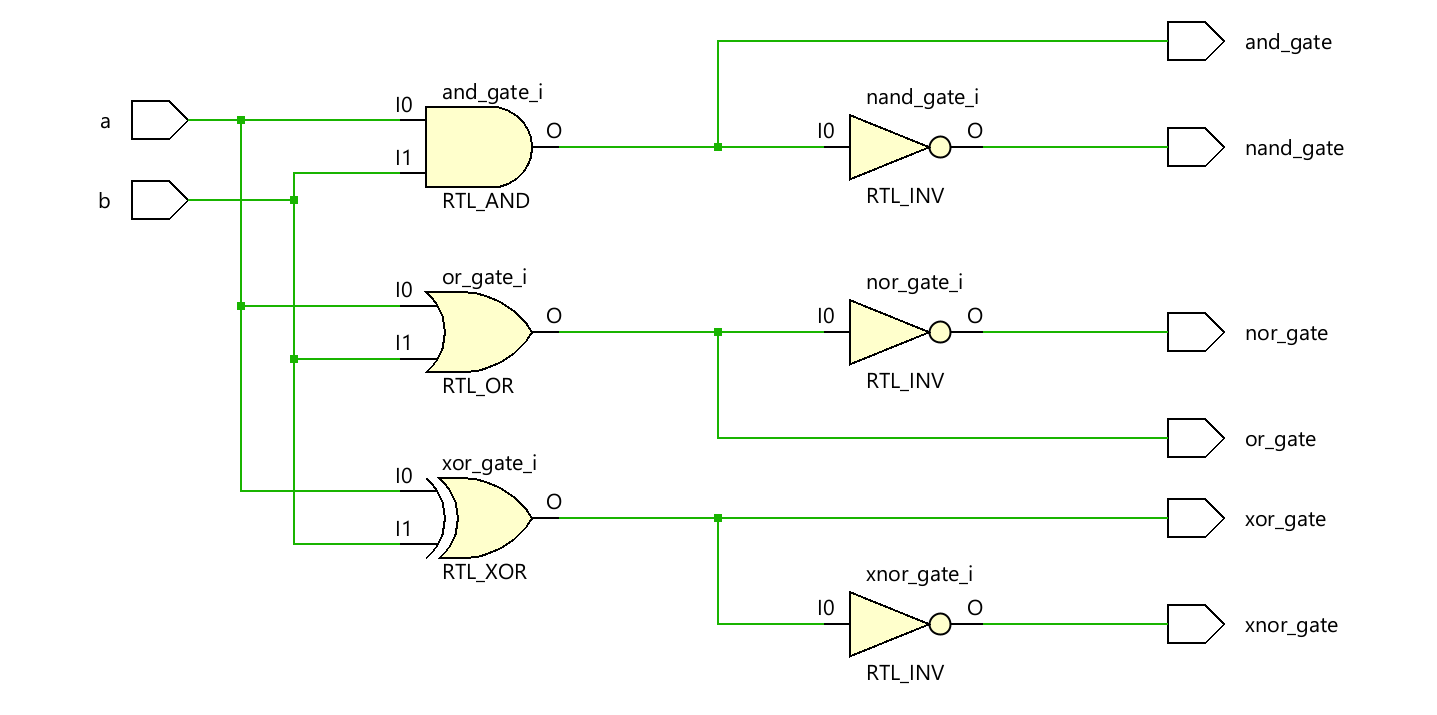 and_gate
and_gate_i
nand_gate_i
I0
a
O
I0
O
I1
nand_gate
b
RTL_AND
RTL_INV
or_gate_i
nor_gate_i
I0
O
I0
O
nor_gate
I1
RTL_OR
RTL_INV
or_gate
xor_gate_i
I0
O
xor_gate
I1
RTL_XOR
xnor_gate_i
I0
O
xnor_gate
RTL_INV